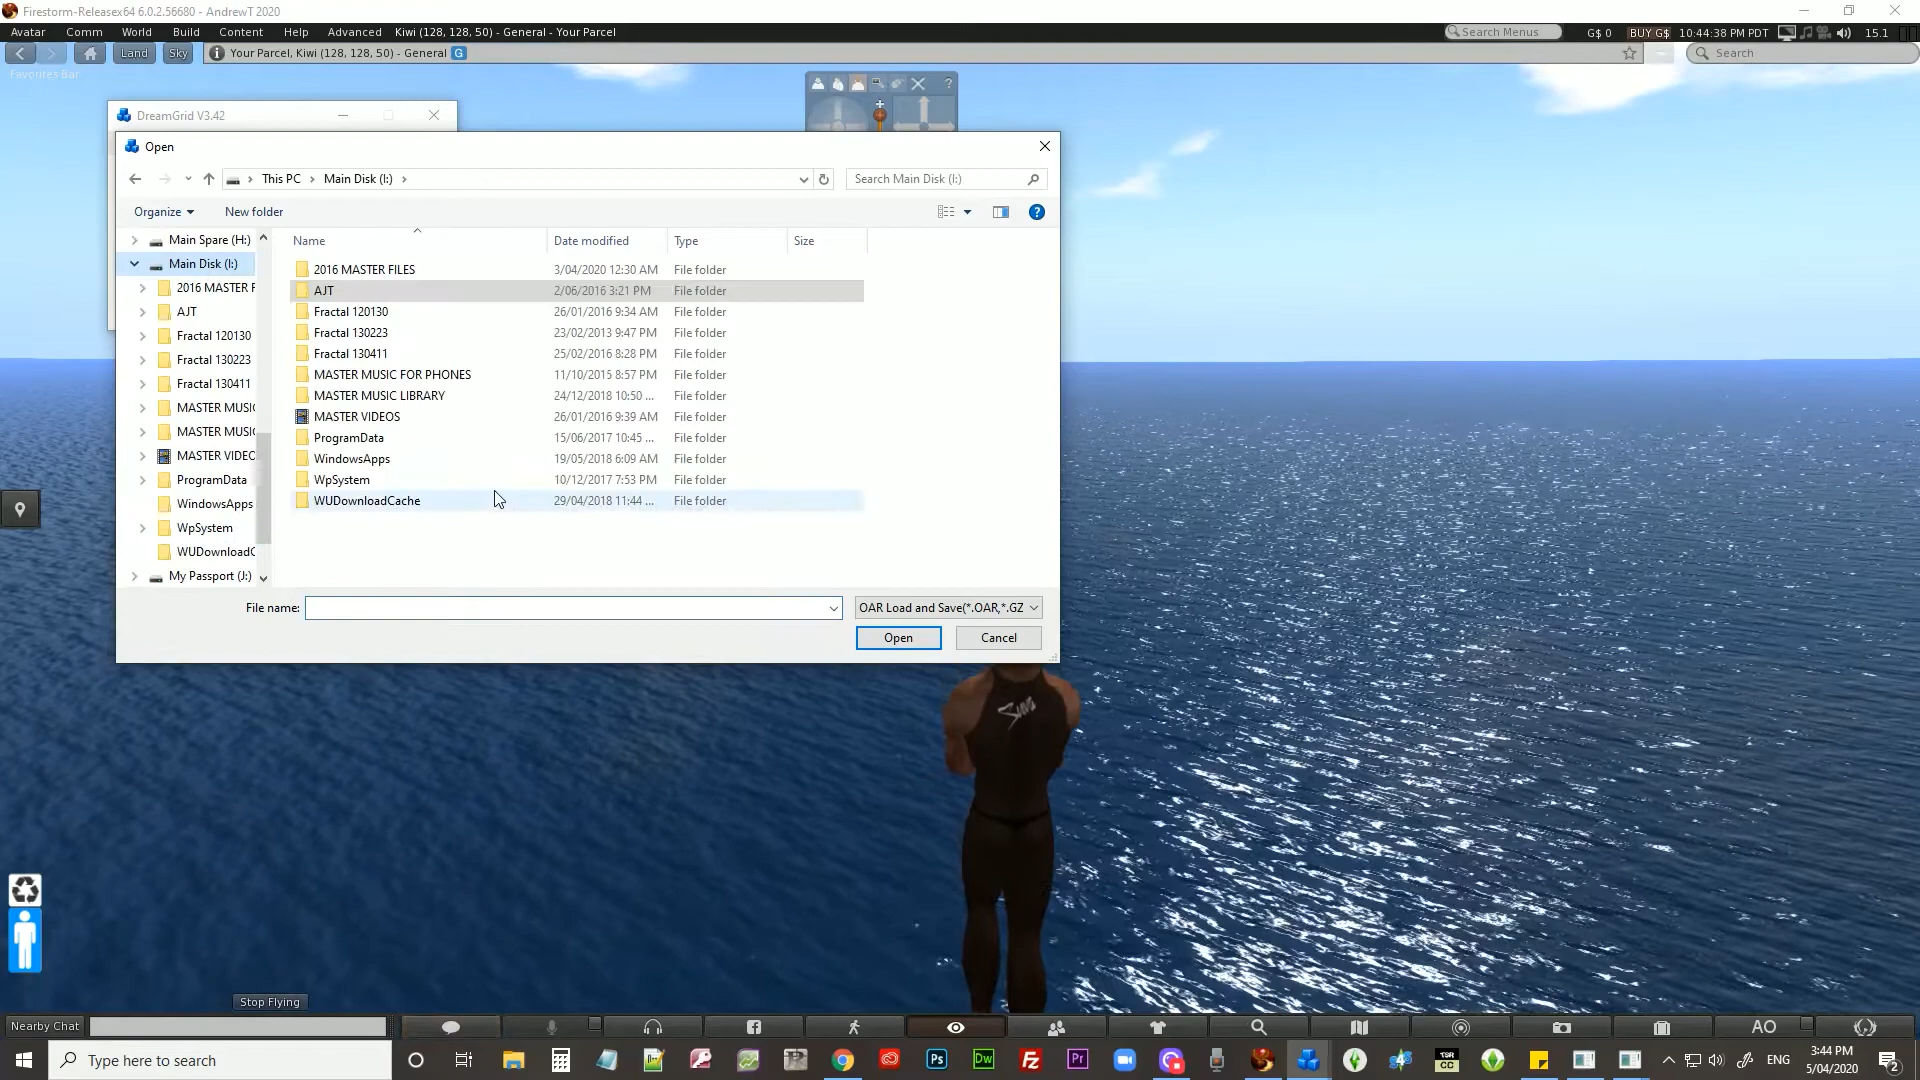 Firestorm-Releasex64 6.0.2.56680 - AndrewT 2020
Avatar Comm World Build Content Help Advanced Kiwi (128, 128, 50) - General - Your Parcel
Search Menus G$ 0 BUY G$ 10:44:38 PM PDT 15.1
Land Sky Your Parcel, Kiwi (128, 128, 50) - General G Search
Favorites Bar
DreamGrid V3.42
Open
This PC Main Disk (I:)
Search Main Disk (I:)
Organize New folder
Main Spare (H:)
Main Disk (I:)
2016 MASTER F
AJT
Fractal 120130
Fractal 130223
Fractal 130411
MASTER MUSIC
MASTER MUSIC
MASTER VIDEO
ProgramData
WindowsApps
WpSystem
WUDownloadC
My Passport (J:)
Name Date modified Type Size
2016 MASTER FILES 3/04/2020 12:30 AM File folder
AJT 2/06/2016 3:21 PM File folder
Fractal 120130 26/01/2016 9:34 AM File folder
Fractal 130223 23/02/2013 9:47 PM File folder
Fractal 130411 25/02/2016 8:28 PM File folder
MASTER MUSIC FOR PHONES 11/10/2015 8:57 PM File folder
MASTER MUSIC LIBRARY 24/12/2018 10:50 ... File folder
MASTER VIDEOS 26/01/2016 9:39 AM File folder
ProgramData 15/06/2017 10:45 ... File folder
WindowsApps 19/05/2018 6:09 AM File folder
WpSystem 10/12/2017 7:53 PM File folder
WUDownloadCache 29/04/2018 11:44 ... File folder
File name: OAR Load and Save(*.OAR,*.GZ
Open Cancel
Stop Flying
Nearby Chat
AO
Type here to search
Ps Dw Pr
TSR CC
ENG
3:44 PM
5/04/2020
2